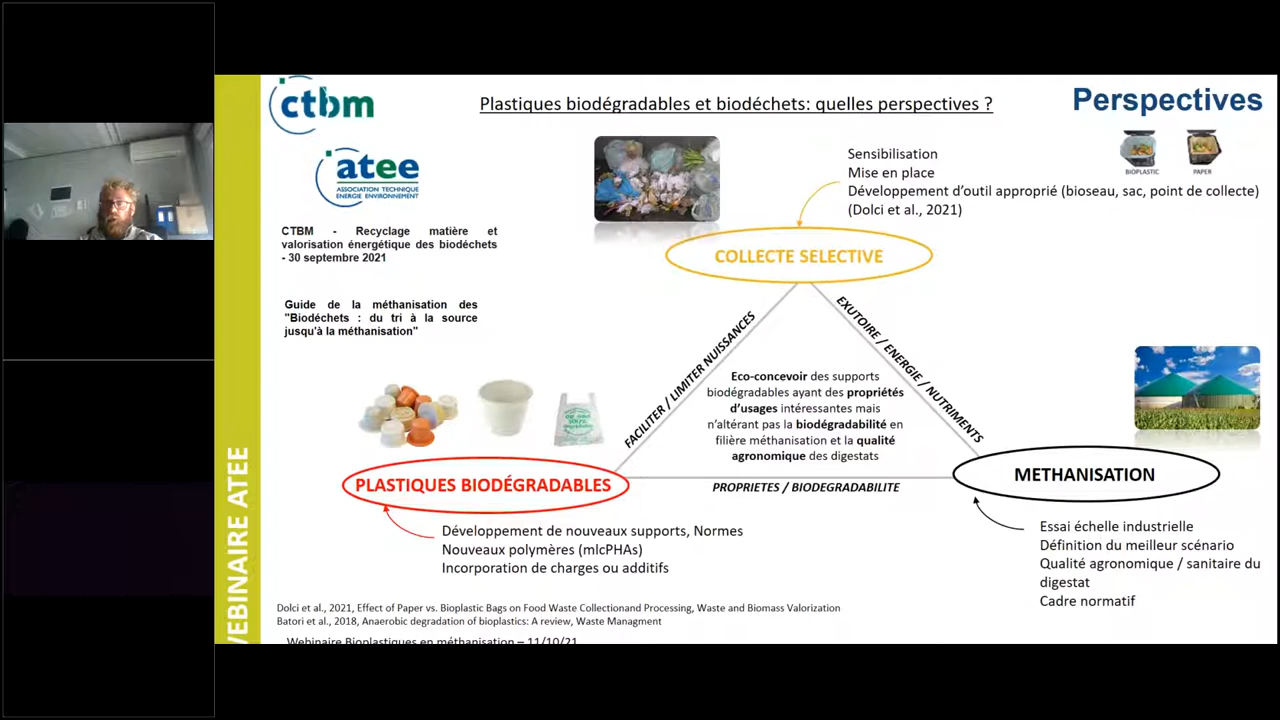 ctbm
Plastiques biodégradables et biodéchets: quelles perspectives ?
Perspectives
atee
ASSOCIATION TECHNIQUE
ENERGIE ENVIRONNEMENT
CTBM - Recyclage matière et
valorisation énergétique des biodéchets
- 30 septembre 2021
Guide de la méthanisation des
"Biodéchets : du tri à la source
jusqu'à la méthanisation"
BIOPLASTIC
PAPER
Sensibilisation
Mise en place
Développement d'outil approprié (bioseau, sac, point de collecte)
(Dolci et al., 2021)
COLLECTE SELECTIVE
FACILITER / LIMITER NUISSANCES
EXUTOIRE / ENERGIE / NUTRIMENTS
Eco-concevoir des supports
biodégradables ayant des propriétés
d'usages intéressantes mais
n'altérant pas la biodégradabilité en
filière méthanisation et la qualité
agronomique des digestats
PLASTIQUES BIODÉGRADABLES
PROPRIETES / BIODEGRADABILITE
METHANISATION
Développement de nouveaux supports, Normes
Nouveaux polymères (mlcPHAs)
Incorporation de charges ou additifs
Essai échelle industrielle
Définition du meilleur scénario
Qualité agronomique / sanitaire du
digestat
Cadre normatif
Dolci et al., 2021, Effect of Paper vs. Bioplastic Bags on Food Waste Collectionand Processing, Waste and Biomass Valorization
Batori et al., 2018, Anaerobic degradation of bioplastics: A review, Waste Managment
Webinaire Bioplastiques en méthanisation – 11/10/21
WEBINAIRE ATEE